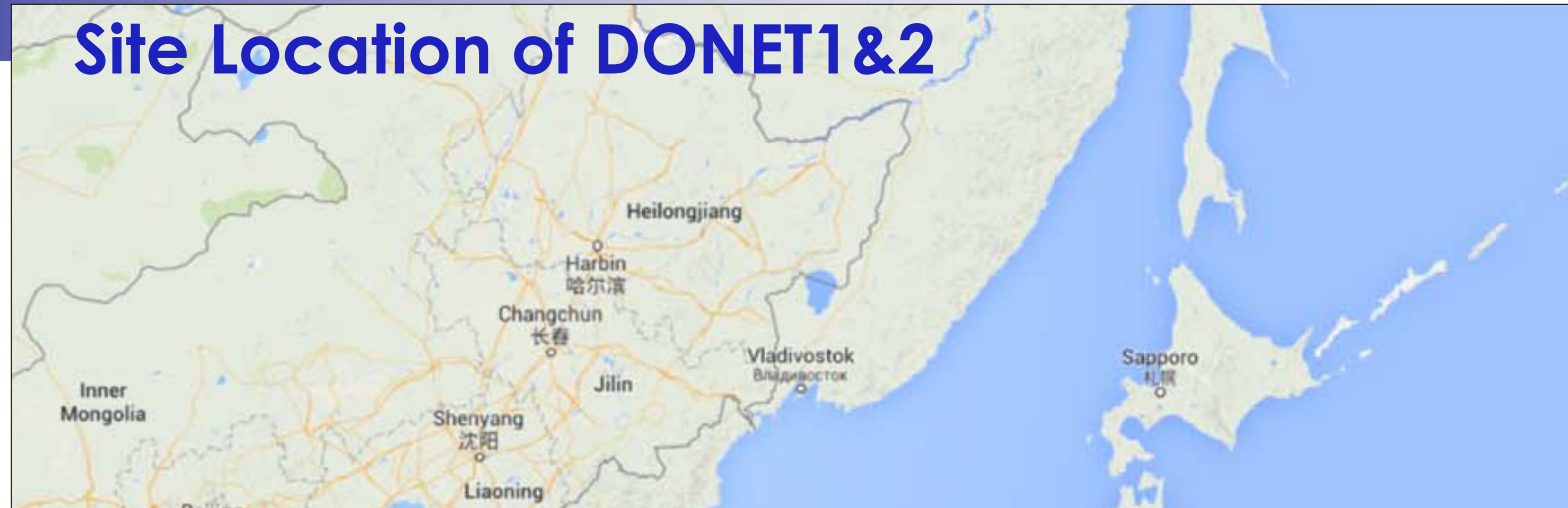 Site Location of DONET1&2
Heilongjiang
Harbin
哈尔滨
Changchun
长春
Vladivostok
Владивосток
Sapporo
札幌
Inner
Mongolia
Jilin
Shenyang
沈阳
Liaoning